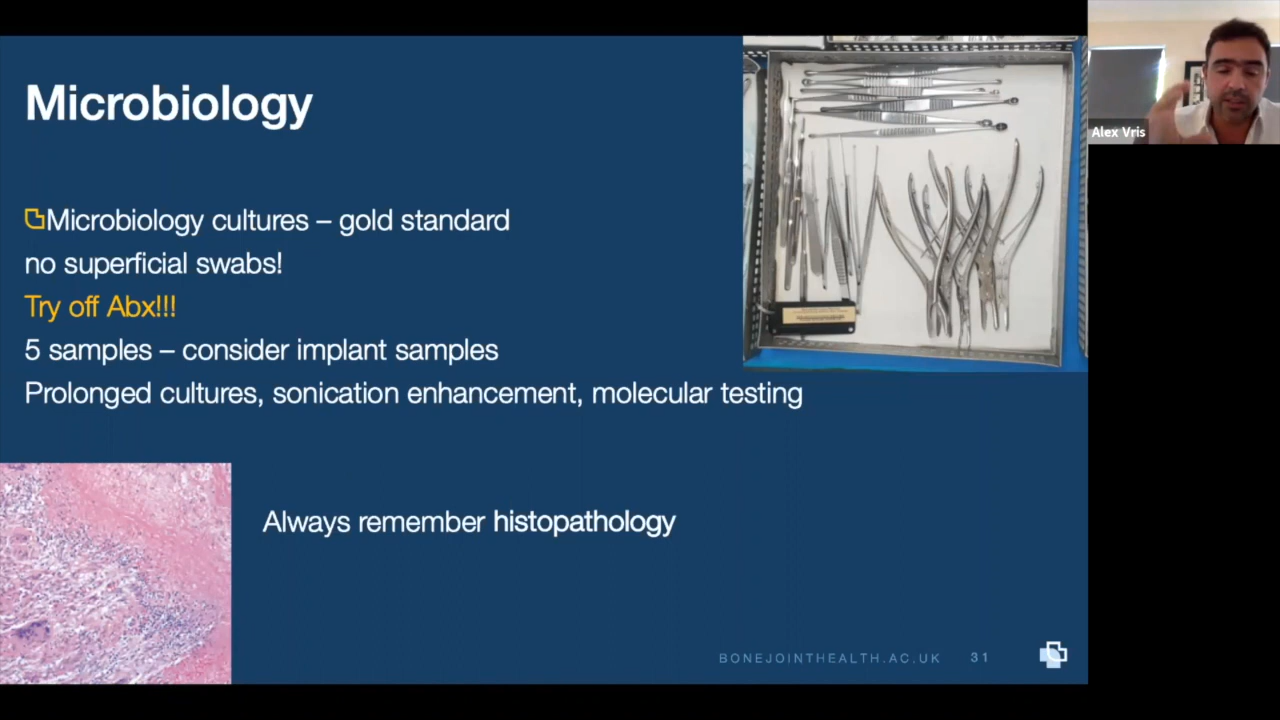 Microbiology
Microbiology cultures – gold standard
no superficial swabs!
Try off Abx!!!
5 samples – consider implant samples
Prolonged cultures, sonication enhancement, molecular testing
Always remember histopathology
BONEJOINTHEALTH.AC.UK 31
Alex Vris